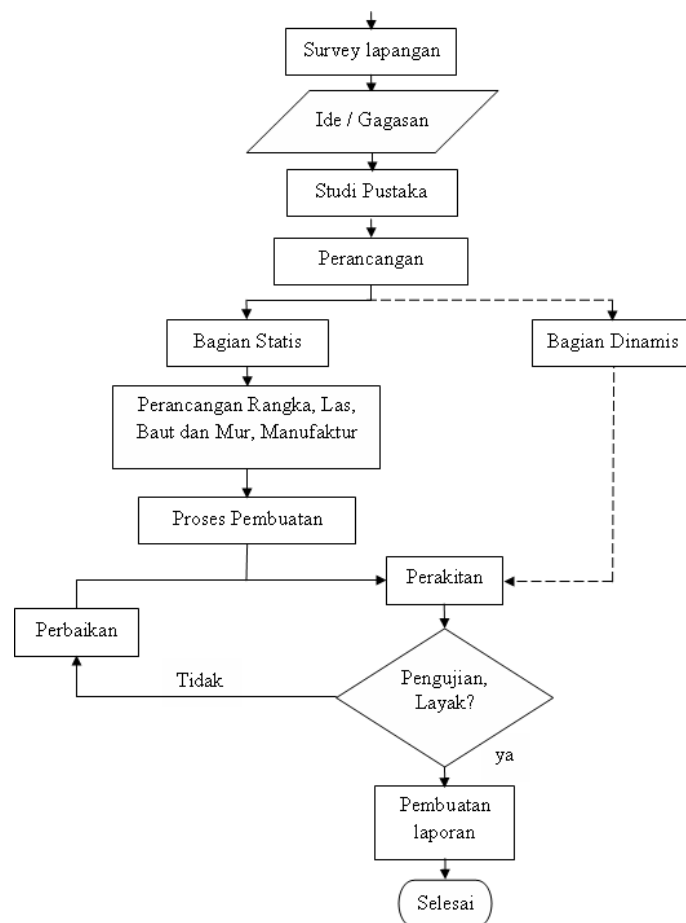 Survey lapangan
Ide / Gagasan
Studi Pustaka
Perancangan
Bagian Statis
Bagian Dinamis
Perancangan Rangka, Las,
Baut dan Mur, Manufaktur
Proses Pembuatan
Perakitan
Perbaikan
Tidak
Pengujian,
Layak?
ya
Pembuatan
laporan
Selesai